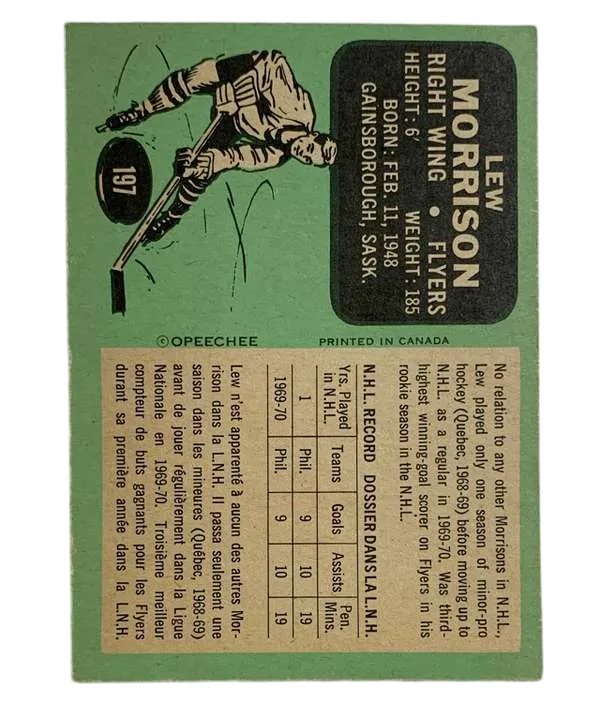 LEW
MORRISON
RIGHT WING • FLYERS
HEIGHT: 6' WEIGHT: 185
BORN: FEB. 11, 1948
GAINSBOROUGH, SASK.
197
© OPEECHEE PRINTED IN CANADA
No relation to any other Morrisons in N.H.L.,
Lew played only one season of minor-pro
hockey (Quebec, 1968-69) before moving up to
N.H.L. as a regular in 1969-70. Was third-
highest winning-goal scorer on Flyers in his
rookie season in the N.H.L.
N.H.L. RECORD DOSSIER DANS LA L.N.H.
Yrs. Played in N.H.L. Teams Goals Assists Pen. Mins.
1 Phil. 9 10 19
1969-70 Phil. 9 10 19
Lew n'est apparenté à aucun des autres Mor-
rison dans la L.N.H. Il passa seulement une
saison dans les mineures (Québec, 1968-69)
avant de jouer régulièrement dans la Ligue
Nationale en 1969-70. Troisième meilleur
compteur de buts gagnants pour les Flyers
durant sa première année dans la L.N.H.